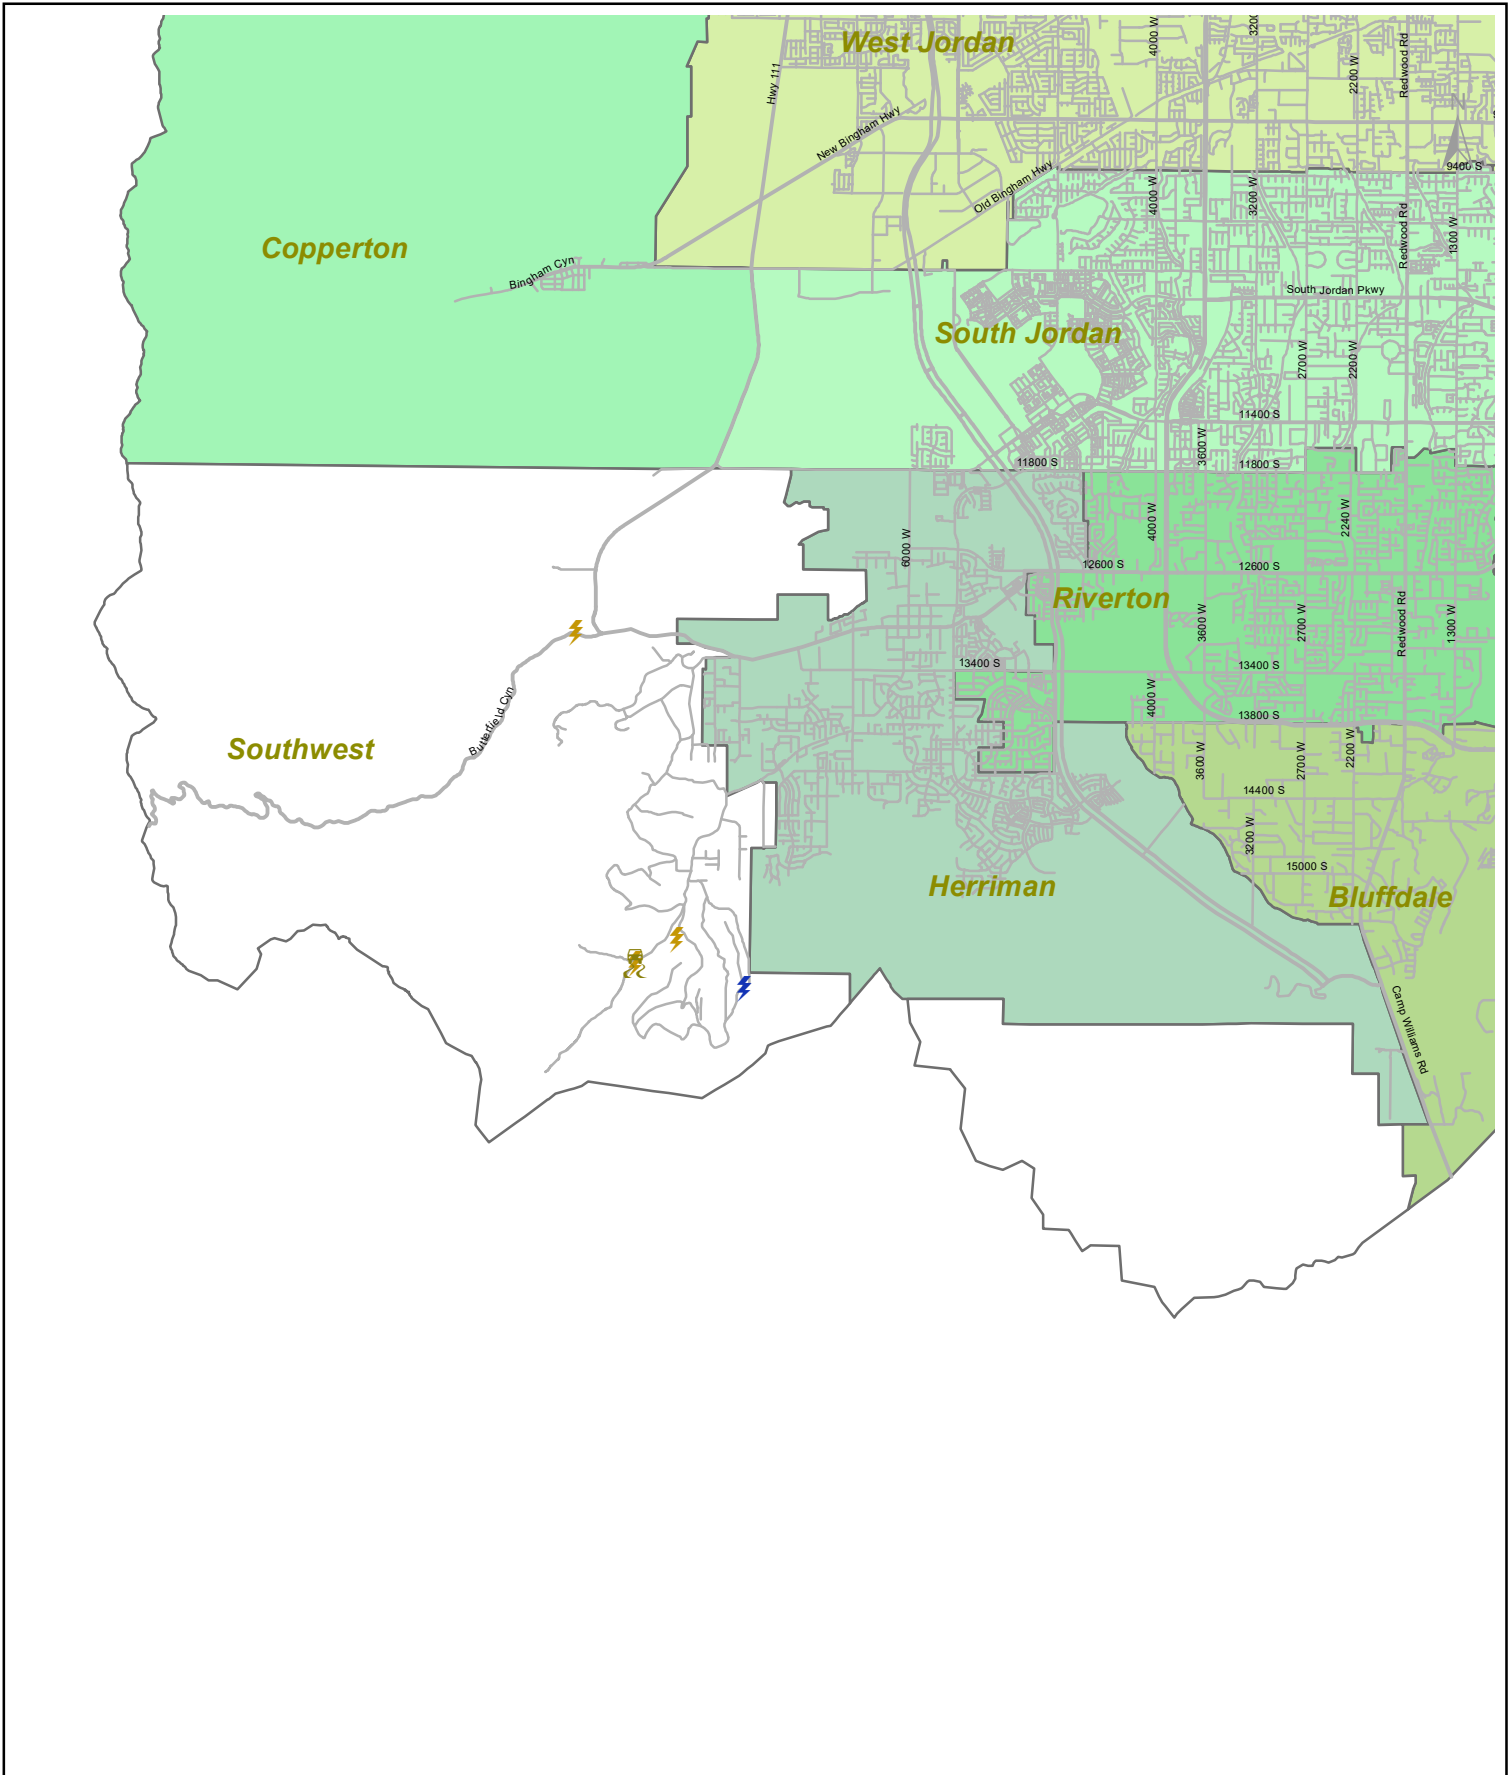 West Jordan
4000 W
3200
2200 W
Redwood Rd
Hwy 111
New Bingham Hwy
N
9400 S
Old Bingham Hwy
4000 W
3200 W
Redwood Rd
1300 W
Copperton
Bingham Cyn
South Jordan Pkwy
South Jordan
2700 W
2200 W
11400 S
3600 W
11800 S
11800 S
4000 W
2240 W
6000 W
12600 S
12600 S
Riverton
3600 W
2700 W
Redwood Rd
1300 W
13400 S
13400 S
4000 W
13800 S
Butterfield Cyn
Southwest
3600 W
2700 W
2200 W
14400 S
3200 W
15000 S
Herriman
Bluffdale
Camp Williams Rd